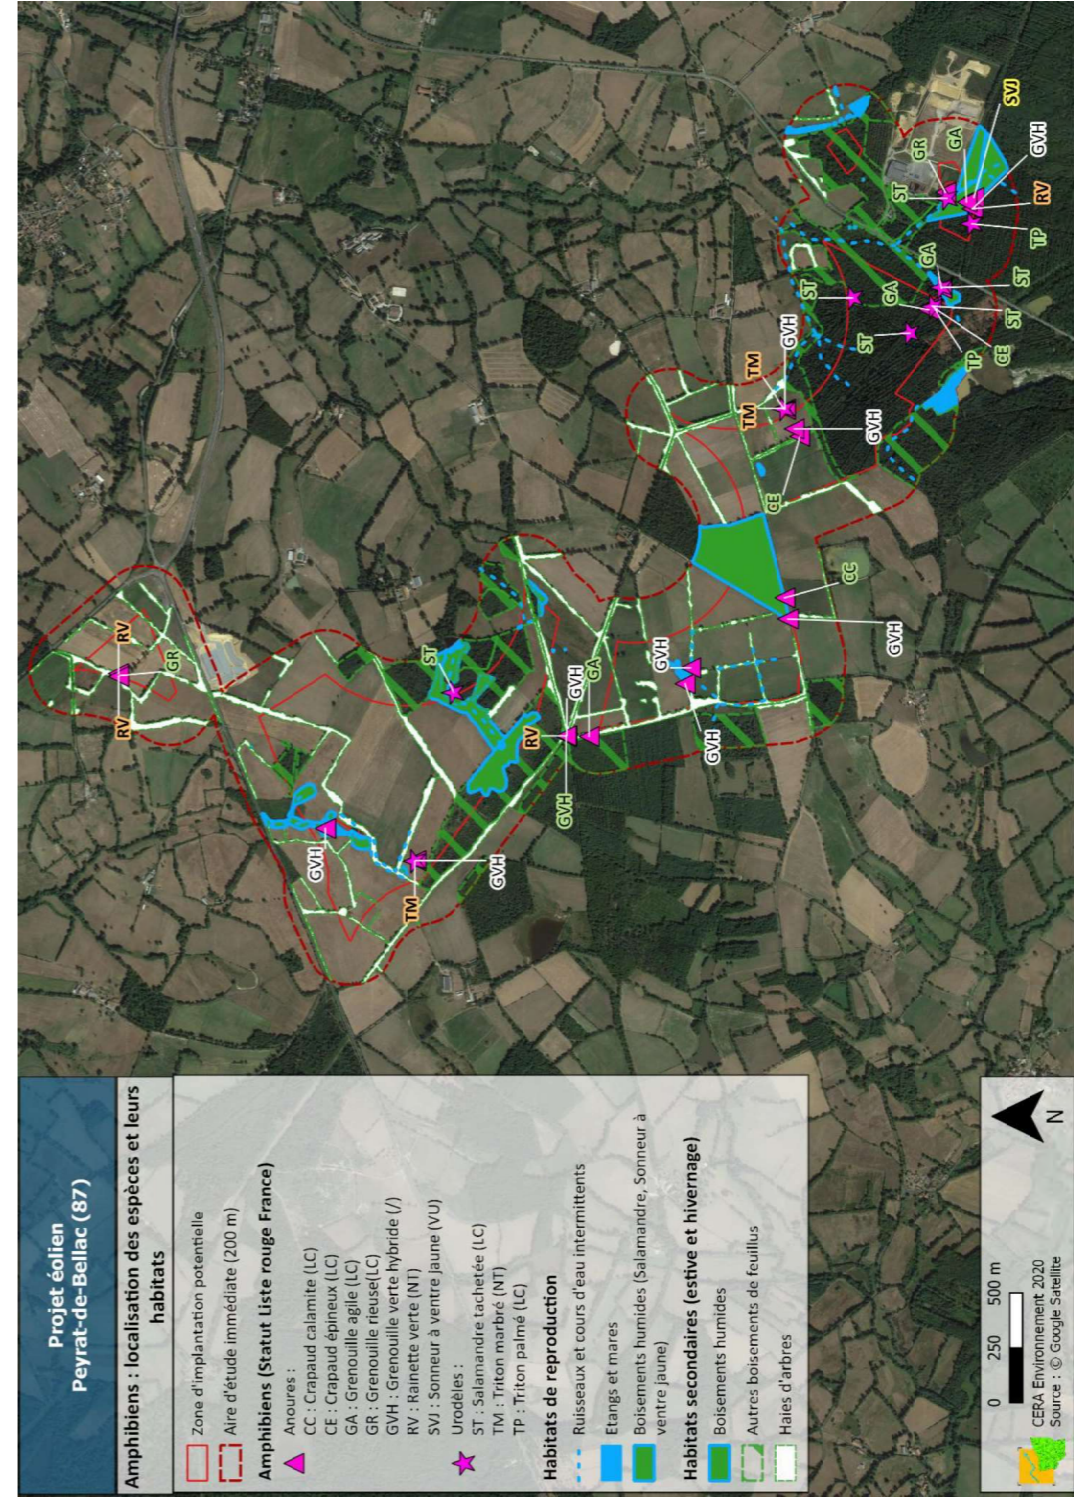 Projet éolien
Peyrat-de-Bellac (87)
Amphibiens : localisation des espèces et leurs
habitats
Zone d'implantation potentielle
Aire d'étude immédiate (200 m)
Amphibiens (Statut Liste rouge France)
Anoures :
CC : Crapaud calamite (LC)
CE : Crapaud épineux (LC)
GA : Grenouille agile (LC)
GR : Grenouille rieuse(LC)
GVH : Grenouille verte hybride (/)
RV : Rainette verte (NT)
SVJ : Sonneur à ventre jaune (VU)
Urodèles :
ST : Salamandre tachetée (LC)
TM : Triton marbré (NT)
TP : Triton palmé (LC)
Habitats de reproduction
Ruisseaux et cours d'eau intermittents
Etangs et mares
Boisements humides (Salamandre, Sonneur à
ventre jaune)
Habitats secondaires (estive et hivernage)
Boisements humides
Autres boisements de feuillus
Haies d'arbres
0 250 500 m
N
CERA Environnement 2020
Source : © Google Satellite
RV
RV
GR
GVH
TM
GVH
ST
RV
GVH
GVH
GA
GVH
GVH
CC
GVH
TM
TM
GVH
GVH
CE
ST
ST
GA
GA
ST
ST
CE
TP
ST
GR
GA
SVJ
GVH
RV
TP